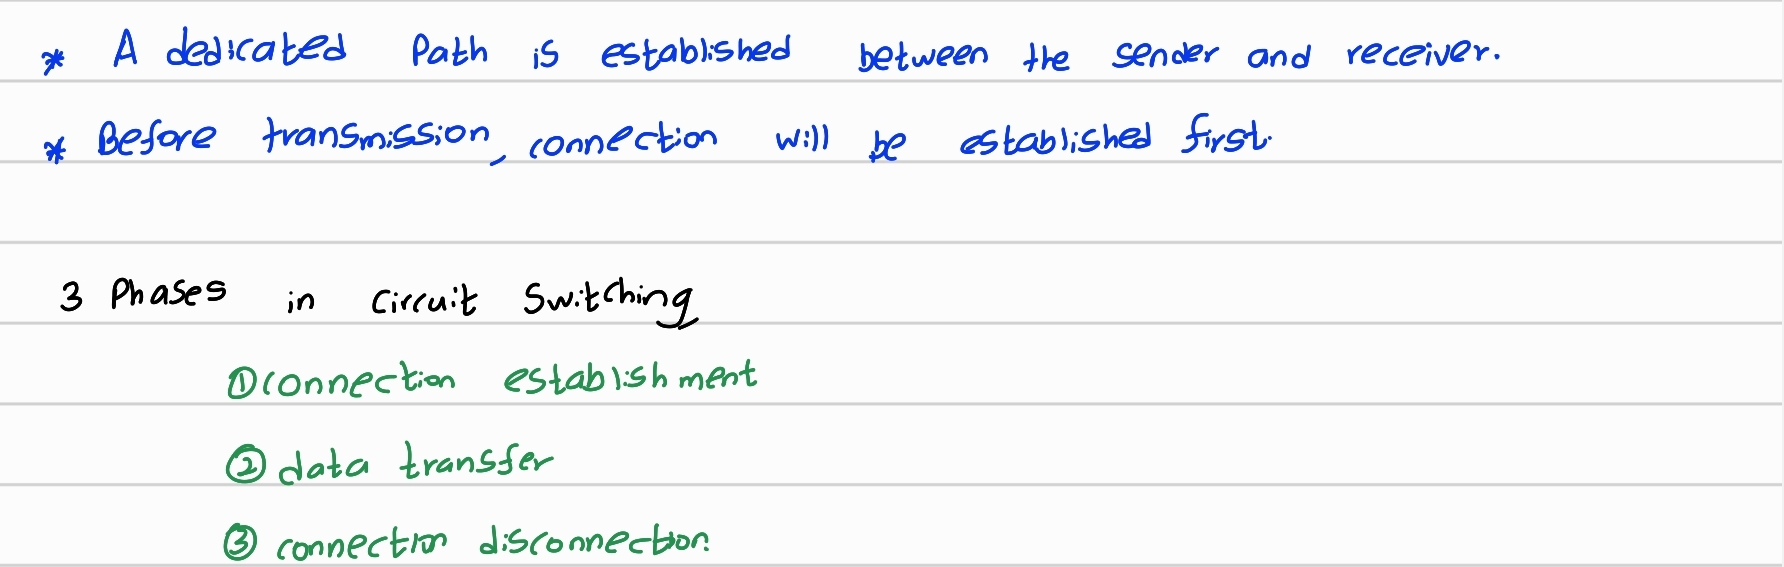 * A dedicated Path is established between the sender and receiver.
* Before transmission, connection will be established first.
3 Phases in Circuit Switching
① connection establishment
② data transfer
③ connection disconnection